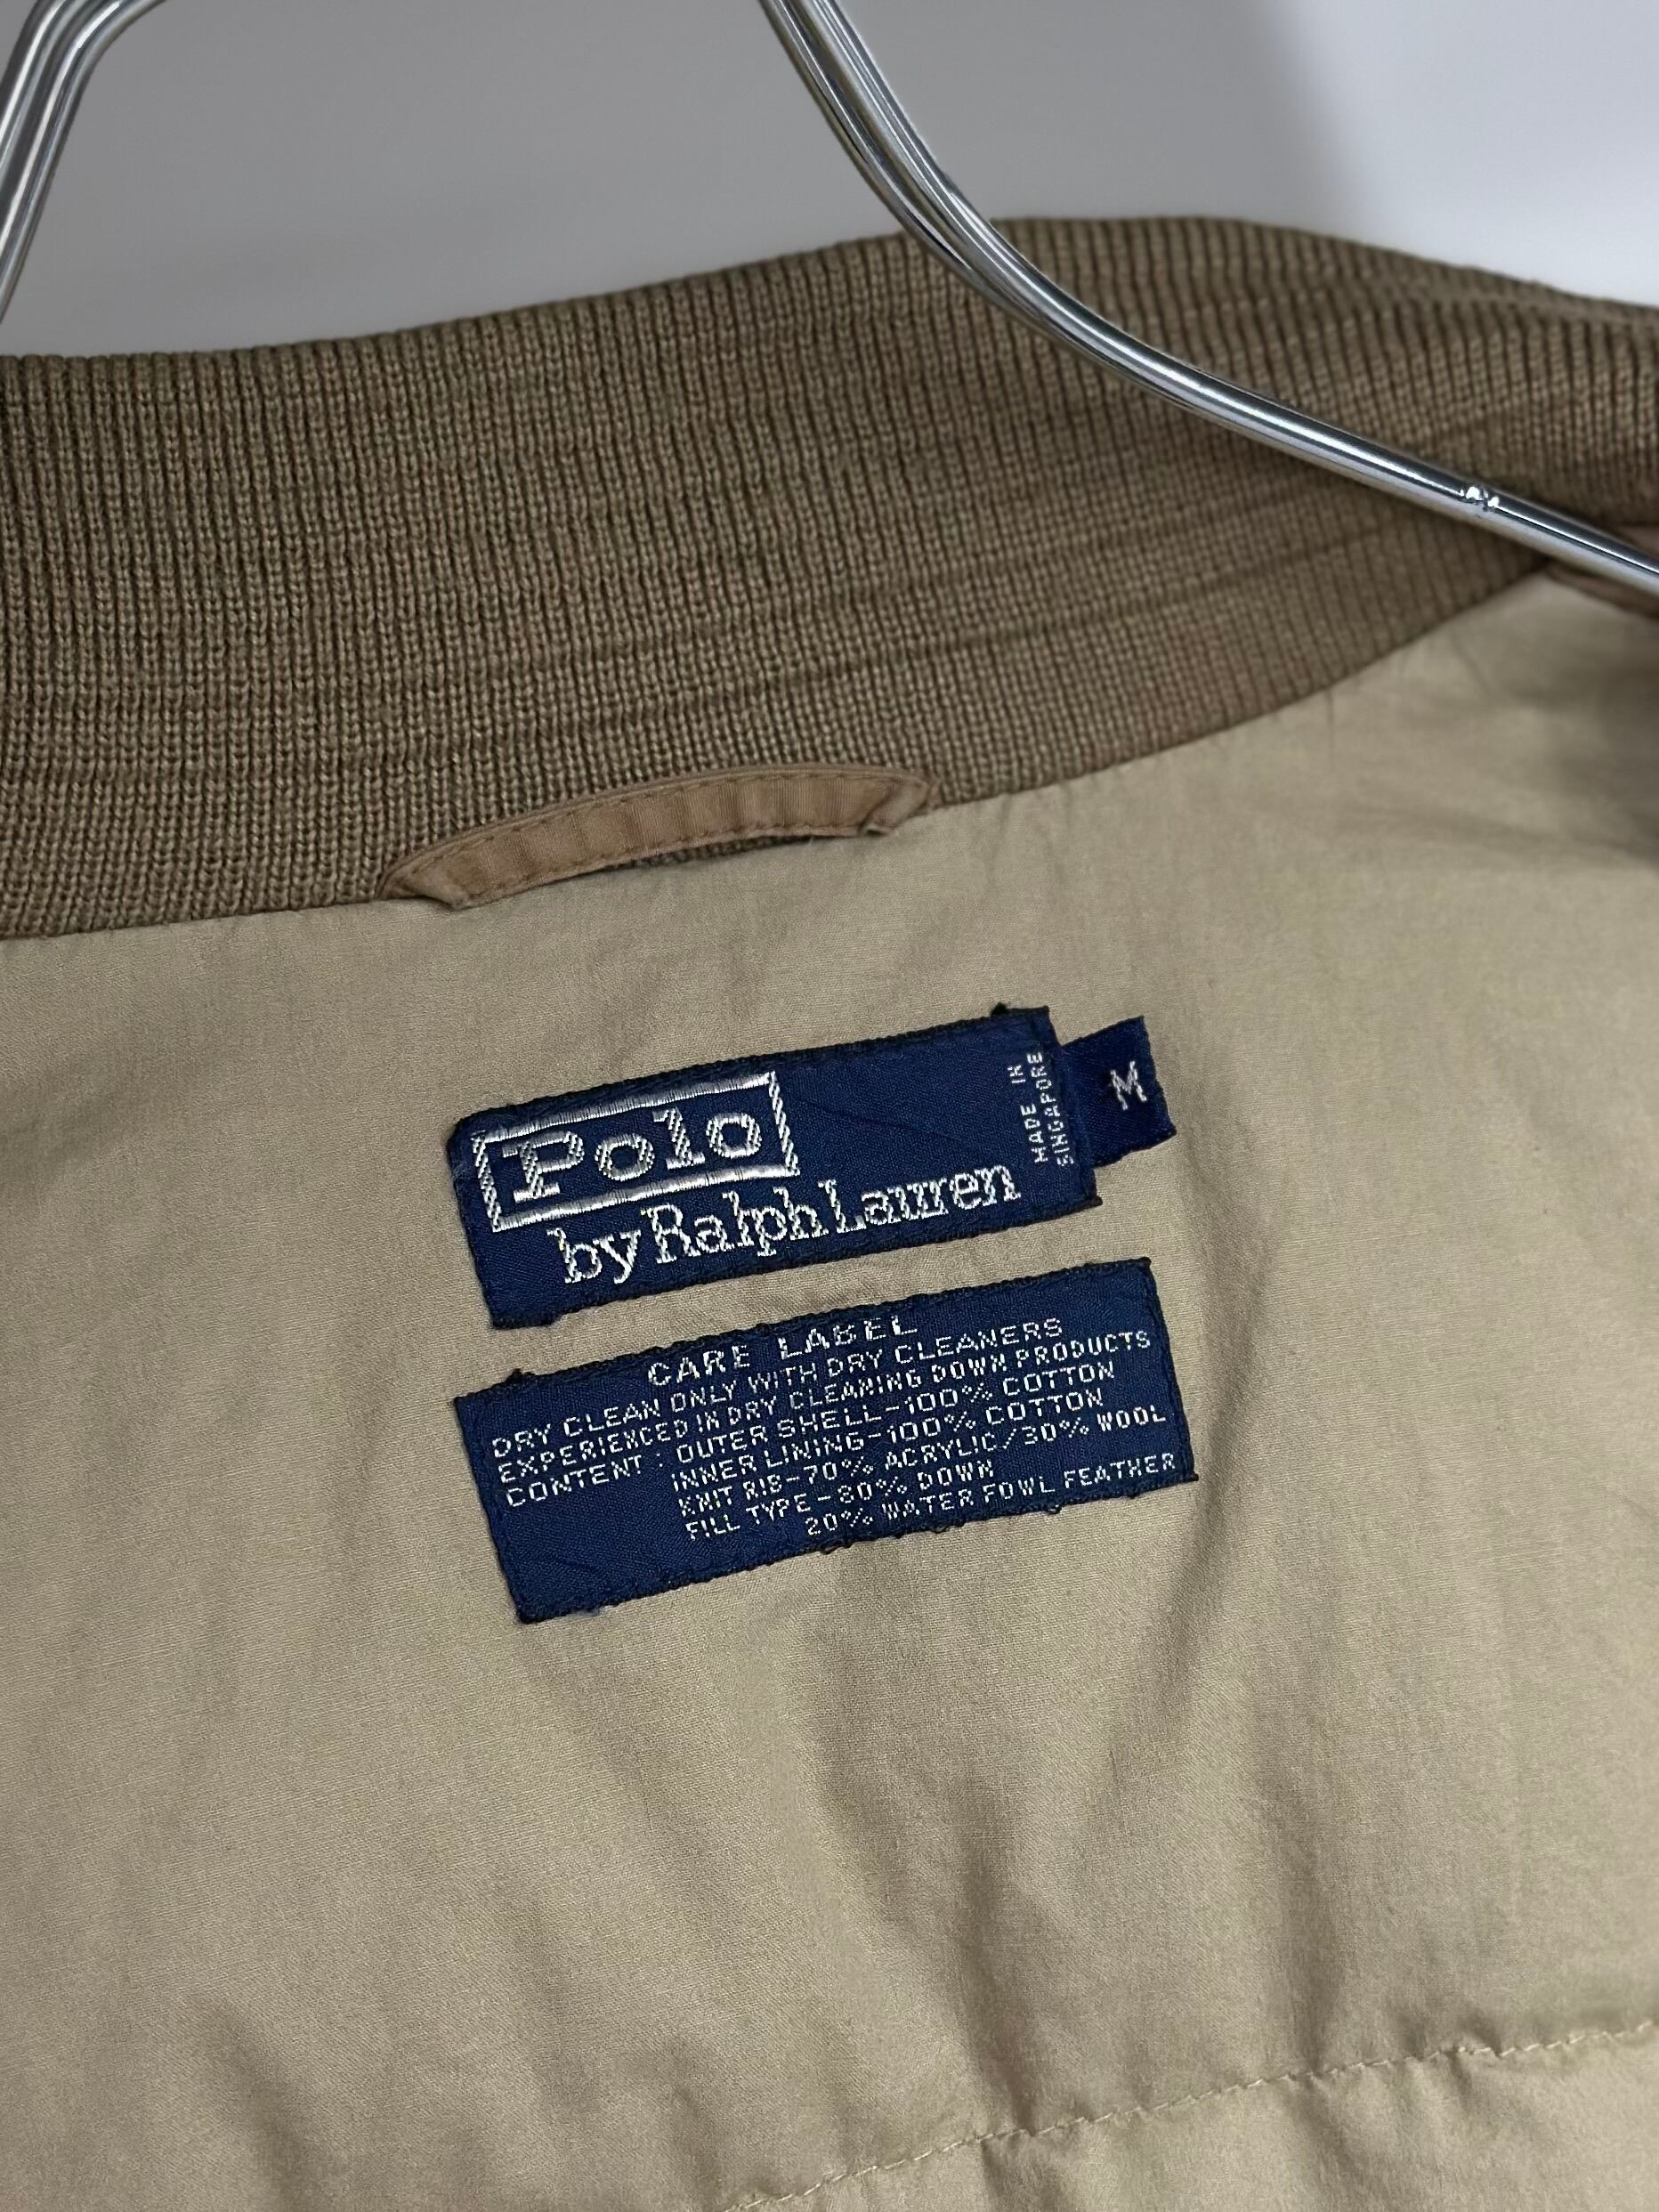 Polo
by Ralph Lauren
MADE IN
SINGAPORE
M
CARE LABEL
DRY CLEAN ONLY WITH DRY CLEANERS
EXPERIENCED IN DRY CLEANING DOWN PRODUCTS
CONTENT : OUTER SHELL-100% COTTON
INNER LINING-100% COTTON
KNIT RIB-70% ACRYLIC/30% WOOL
FILL TYPE-80% DOWN
20% WATER FOWL FEATHER